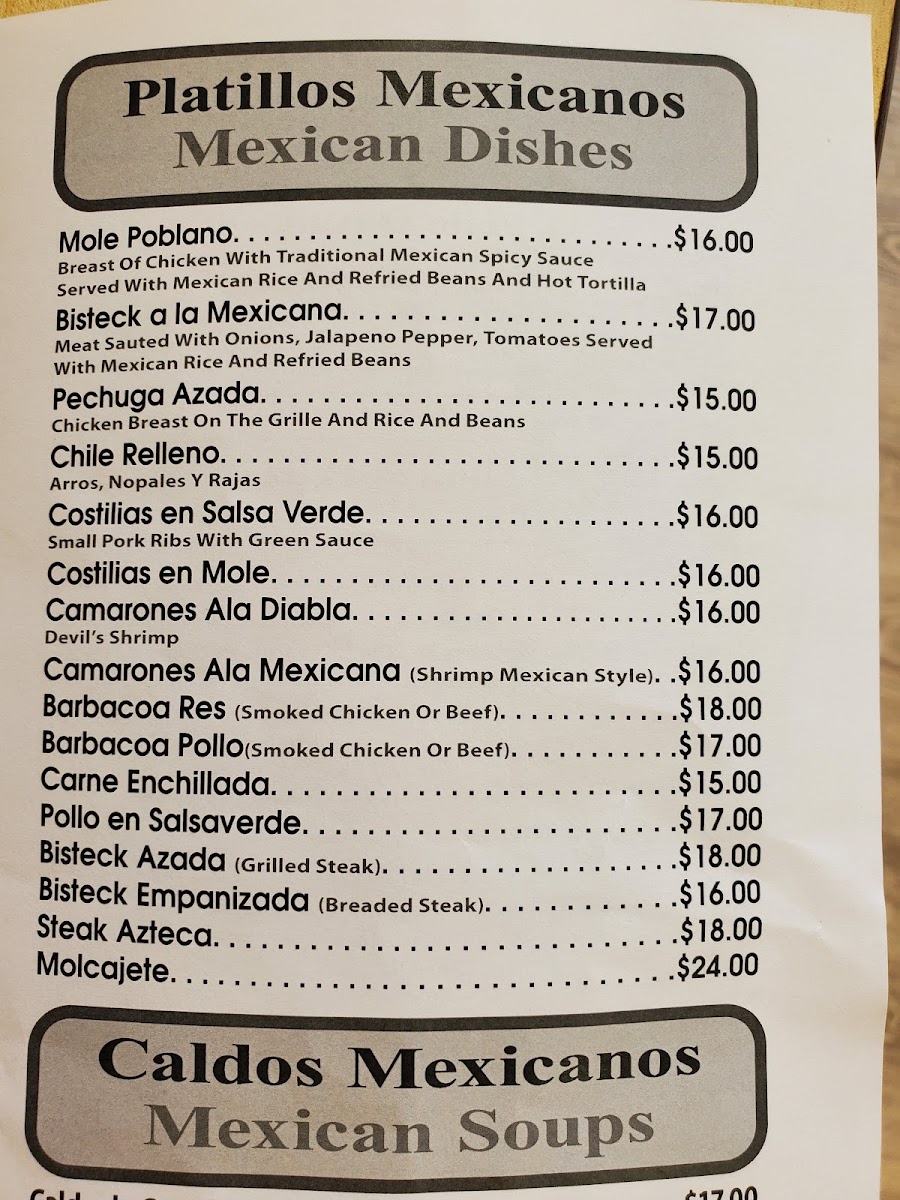 Platillos Mexicanos
Mexican Dishes
Mole Poblano. . . . . . . . . . . . . . . . . . . . . . . . . . . . . .$16.00
Breast Of Chicken With Traditional Mexican Spicy Sauce
Served With Mexican Rice And Refried Beans And Hot Tortilla
Bisteck a la Mexicana. . . . . . . . . . . . . . . . . . . . . . .$17.00
Meat Sauted With Onions, Jalapeno Pepper, Tomatoes Served
With Mexican Rice And Refried Beans
Pechuga Azada. . . . . . . . . . . . . . . . . . . . . . . . . . . .$15.00
Chicken Breast On The Grille And Rice And Beans
Chile Relleno. . . . . . . . . . . . . . . . . . . . . . . . . . . . . . .$15.00
Arros, Nopales Y Rajas
Costilias en Salsa Verde. . . . . . . . . . . . . . . . . . . . .$16.00
Small Pork Ribs With Green Sauce
Costilias en Mole. . . . . . . . . . . . . . . . . . . . . . . . . . .$16.00
Camarones Ala Diabla. . . . . . . . . . . . . . . . . . . . . .$16.00
Devil's Shrimp
Camarones Ala Mexicana (Shrimp Mexican Style). .$16.00
Barbacoa Res (Smoked Chicken Or Beef). . . . . . . . . . . .$18.00
Barbacoa Pollo(Smoked Chicken Or Beef). . . . . . . . . . .$17.00
Carne Enchillada. . . . . . . . . . . . . . . . . . . . . . . . . . .$15.00
Pollo en Salsaverde. . . . . . . . . . . . . . . . . . . . . . . . .$17.00
Bisteck Azada (Grilled Steak). . . . . . . . . . . . . . . . . . . .$18.00
Bisteck Empanizada (Breaded Steak). . . . . . . . . . . . .$16.00
Steak Azteca. . . . . . . . . . . . . . . . . . . . . . . . . . . . . . .$18.00
Molcajete. . . . . . . . . . . . . . . . . . . . . . . . . . . . . . . . . .$24.00
Caldos Mexicanos
Mexican Soups
$17.00